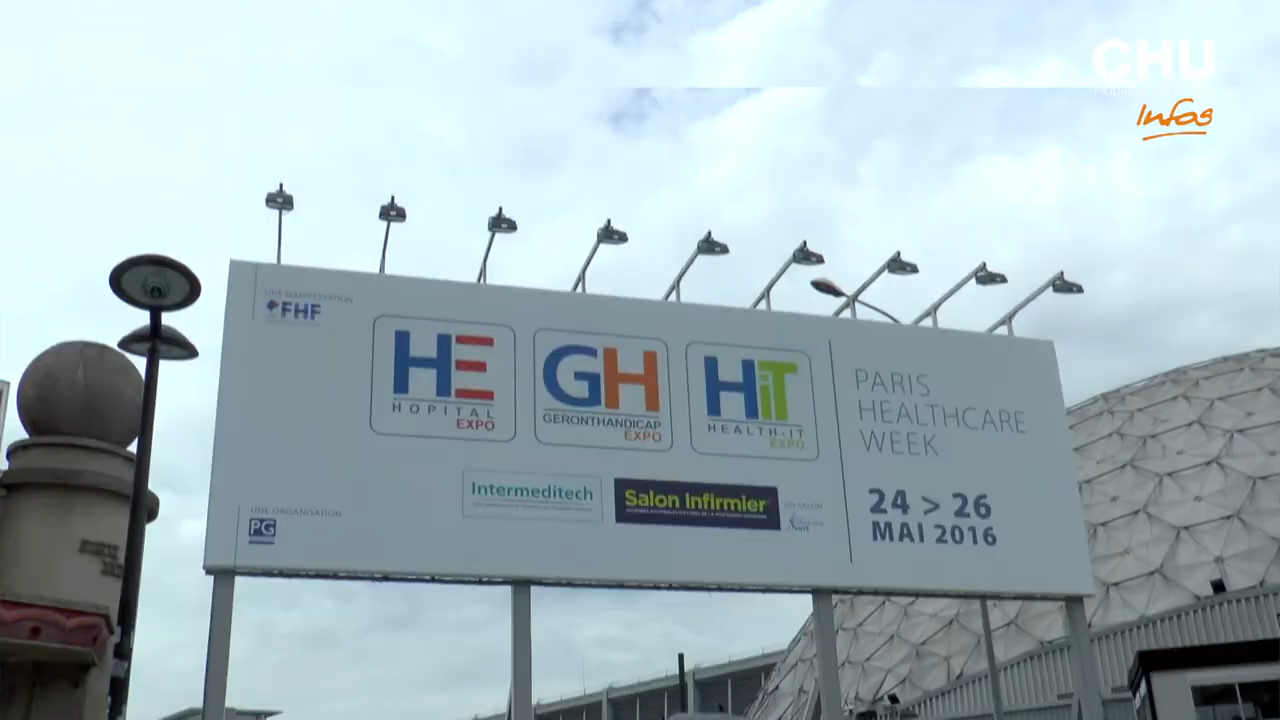 CHU
Infos
UNE MANIFESTATION
FHF
HE
HOPITAL
EXPO
GH
GERONTHANDICAP
EXPO
HiT
HEALTH-IT
EXPO
PARIS
HEALTHCARE
WEEK
24 > 26
MAI 2016
Intermeditech
Salon Infirmier
UN SALON
UNE ORGANISATION
PG